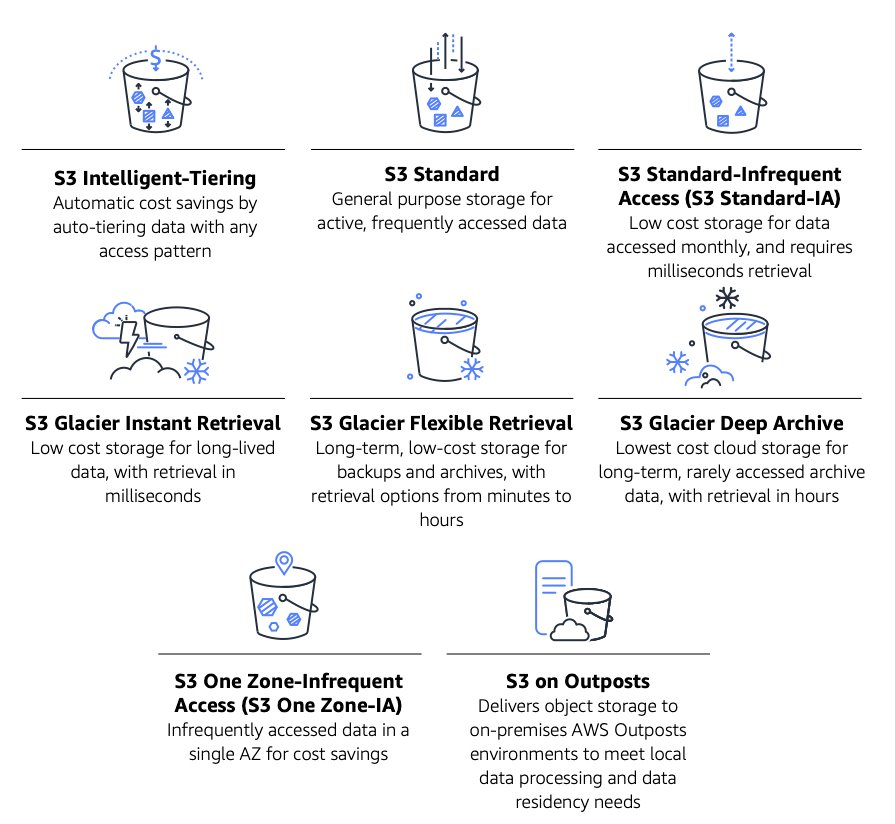 $
S3 Intelligent-Tiering
Automatic cost savings by
auto-tiering data with any
access pattern
S3 Standard
General purpose storage for
active, frequently accessed data
S3 Standard-Infrequent
Access (S3 Standard-IA)
Low cost storage for data
accessed monthly, and requires
milliseconds retrieval
S3 Glacier Instant Retrieval
Low cost storage for long-lived
data, with retrieval in
milliseconds
S3 Glacier Flexible Retrieval
Long-term, low-cost storage for
backups and archives, with
retrieval options from minutes to
hours
S3 Glacier Deep Archive
Lowest cost cloud storage for
long-term, rarely accessed archive
data, with retrieval in hours
S3 One Zone-Infrequent
Access (S3 One Zone-IA)
Infrequently accessed data in a
single AZ for cost savings
S3 on Outposts
Delivers object storage to
on-premises AWS Outposts
environments to meet local
data processing and data
residency needs